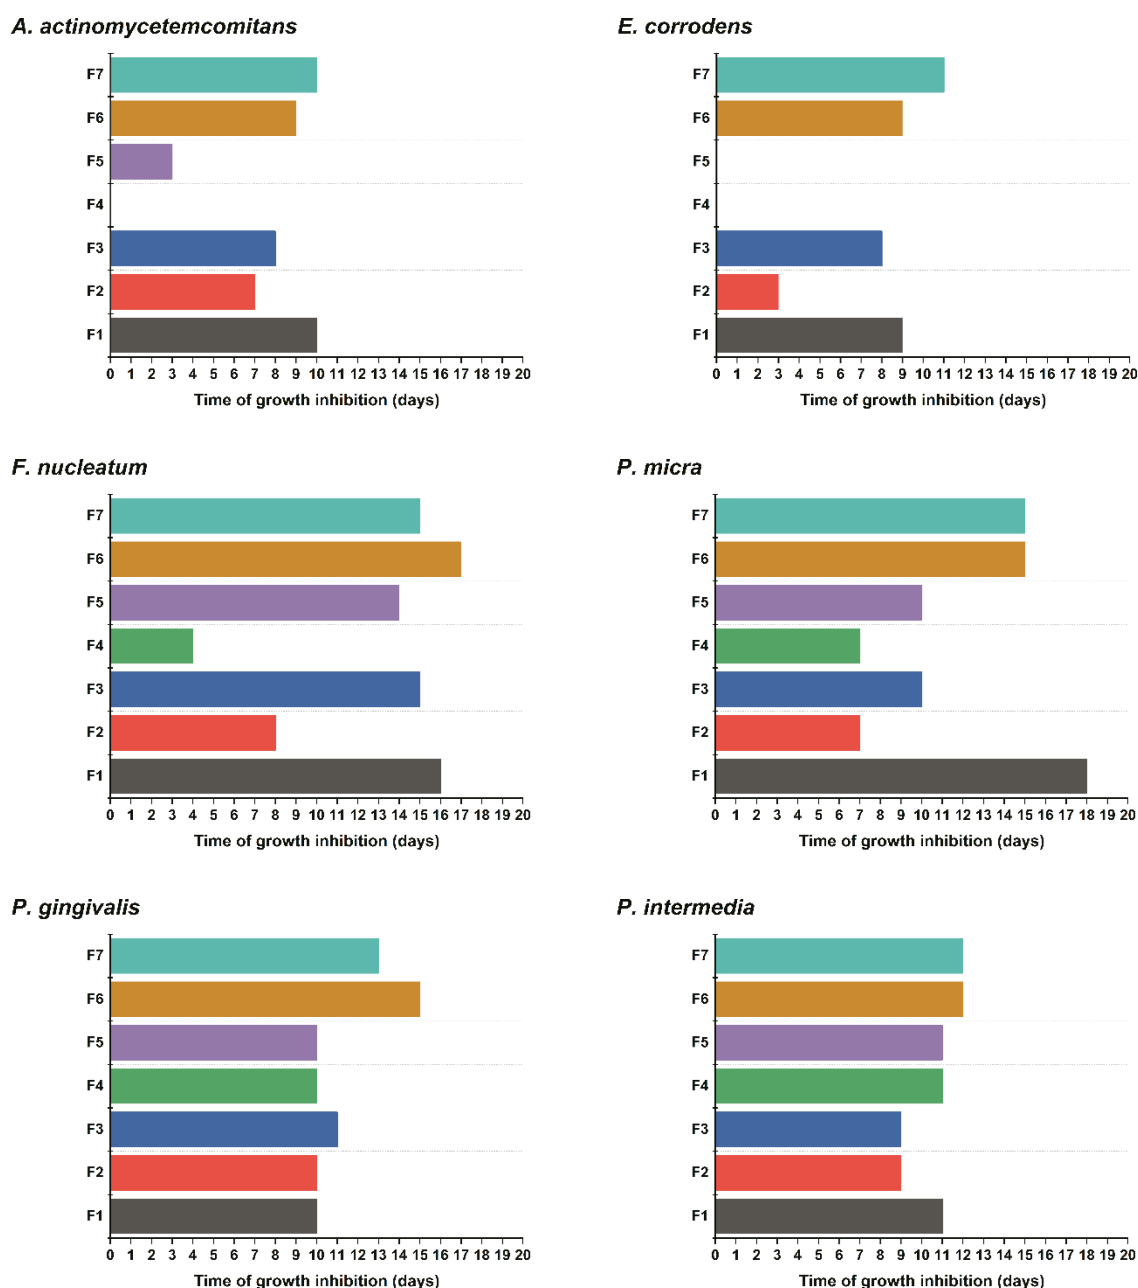 A. actinomycetemcomitans
F7
F6
F5
F4
F3
F2
F1
0 1 2 3 4 5 6 7 8 9 10 11 12 13 14 15 16 17 18 19 20
Time of growth inhibition (days)
E. corrodens
F7
F6
F5
F4
F3
F2
F1
0 1 2 3 4 5 6 7 8 9 10 11 12 13 14 15 16 17 18 19 20
Time of growth inhibition (days)
F. nucleatum
F7
F6
F5
F4
F3
F2
F1
0 1 2 3 4 5 6 7 8 9 10 11 12 13 14 15 16 17 18 19 20
Time of growth inhibition (days)
P. micra
F7
F6
F5
F4
F3
F2
F1
0 1 2 3 4 5 6 7 8 9 10 11 12 13 14 15 16 17 18 19 20
Time of growth inhibition (days)
P. gingivalis
F7
F6
F5
F4
F3
F2
F1
0 1 2 3 4 5 6 7 8 9 10 11 12 13 14 15 16 17 18 19 20
Time of growth inhibition (days)
P. intermedia
F7
F6
F5
F4
F3
F2
F1
0 1 2 3 4 5 6 7 8 9 10 11 12 13 14 15 16 17 18 19 20
Time of growth inhibition (days)